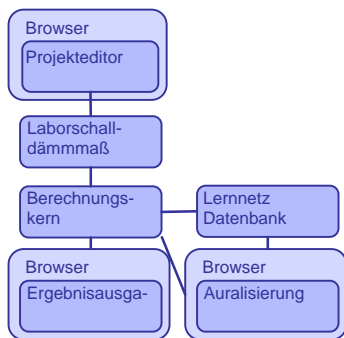 Browser
Projekteditor
Laborschall-
dämmmaß
Berechnungs-
kern
Lernnetz
Datenbank
Browser
Ergebnisausga-
Browser
Auralisierung